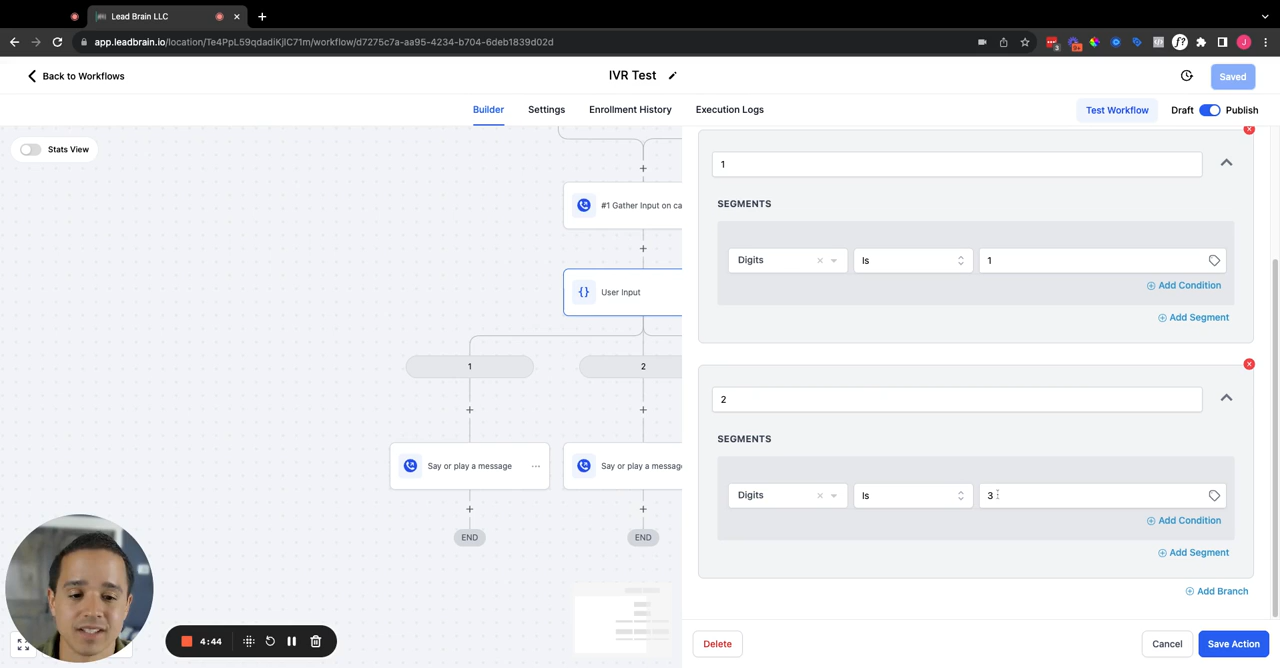 Lead Brain LLC
app.leadbrain.io/location/Te4PpL59qdadiKjlC71m/workflow/d7275c7a-aa95-4234-b704-6deb1839d02d
Back to Workflows
IVR Test
Saved
Builder
Settings
Enrollment History
Execution Logs
Test Workflow
Draft
Publish
Stats View
#1 Gather Input on ca
User Input
1
2
Say or play a message
Say or play a message
END
END
4:44
1
SEGMENTS
Digits
Is
1
Add Condition
Add Segment
2
SEGMENTS
Digits
Is
3
Add Condition
Add Segment
Add Branch
Delete
Cancel
Save Action